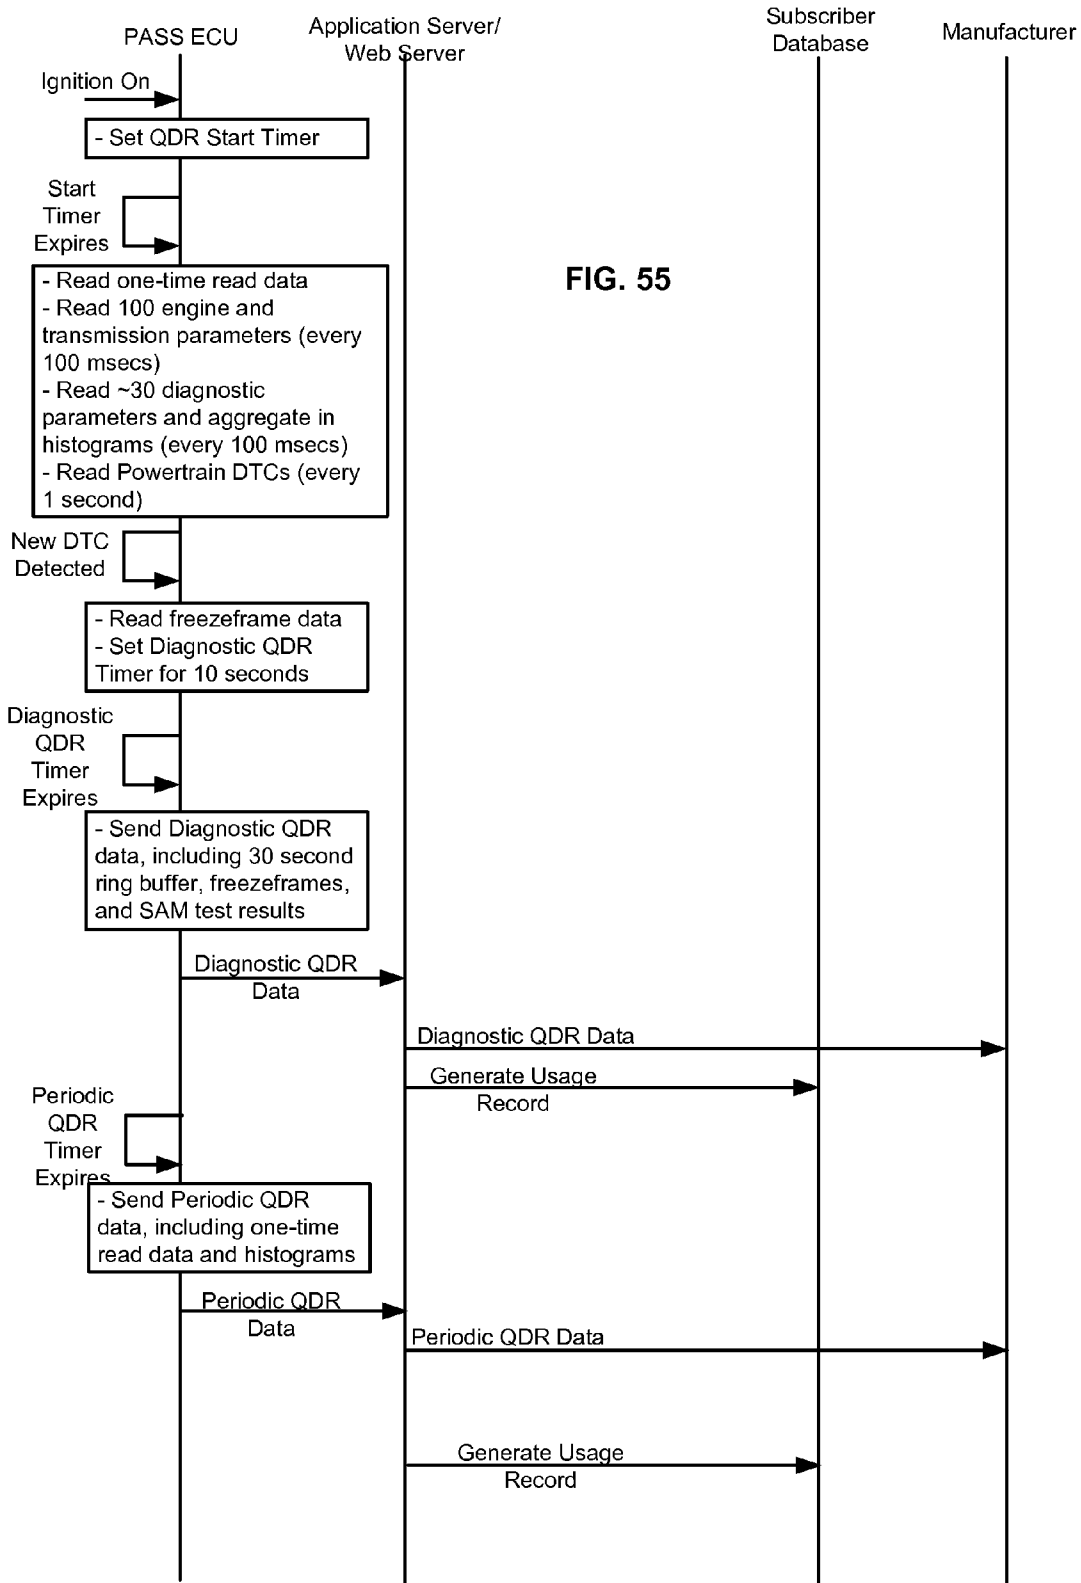 PASS ECU
Application Server/
Web Server
Subscriber
Database
Manufacturer
Ignition On
- Set QDR Start Timer
Start
Timer
Expires
FIG. 55
- Read one-time read data
- Read 100 engine and
transmission parameters (every
100 msecs)
- Read ~30 diagnostic
parameters and aggregate in
histograms (every 100 msecs)
- Read Powertrain DTCs (every
1 second)
New DTC
Detected
- Read freezeframe data
- Set Diagnostic QDR
Timer for 10 seconds
Diagnostic
QDR
Timer
Expires
- Send Diagnostic QDR
data, including 30 second
ring buffer, freezeframes,
and SAM test results
Diagnostic QDR
Data
Diagnostic QDR Data
Generate Usage
Record
Periodic
QDR
Timer
Expires
- Send Periodic QDR
data, including one-time
read data and histograms
Periodic QDR
Data
Periodic QDR Data
Generate Usage
Record